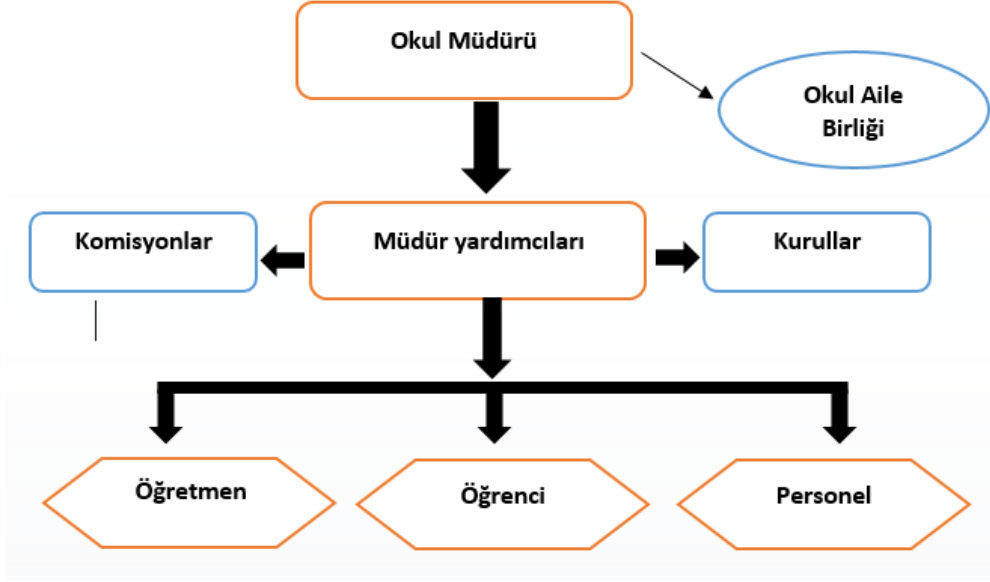 Okul Müdürü
Okul Aile
Birliği
Komisyonlar
Müdür yardımcıları
Kurullar
Öğretmen
Öğrenci
Personel